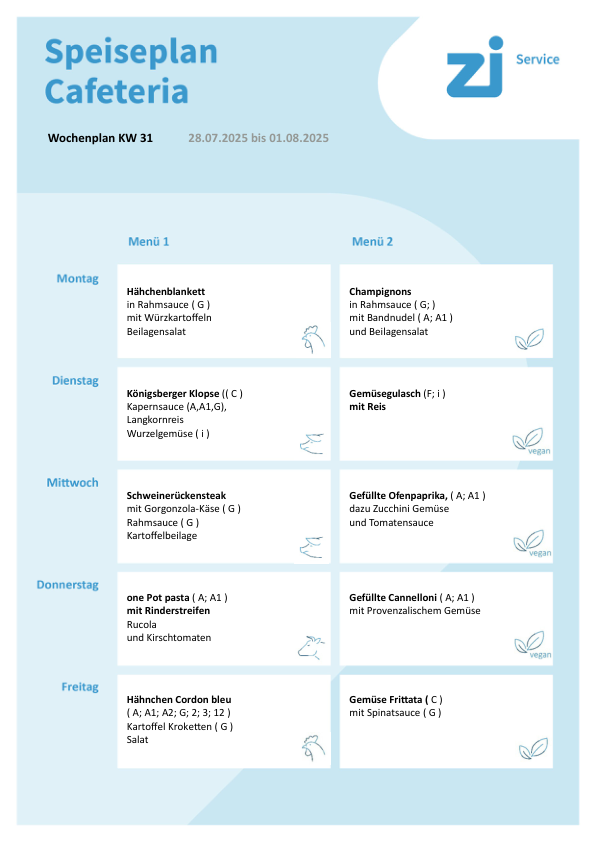 Speiseplan
Cafeteria
zi Service
Wochenplan KW 31 28.07.2025 bis 01.08.2025
Menü 1 Menü 2
Montag
Hähchenblankett
in Rahmsauce ( G )
mit Würzkartoffeln
Beilagensalat
Champignons
in Rahmsauce ( G; )
mit Bandnudel ( A; A1 )
und Beilagensalat
Dienstag
Königsberger Klopse (( C )
Kapernsauce (A,A1,G),
Langkornreis
Wurzelgemüse ( i )
Gemüsegulasch (F; i )
mit Reis
vegan
Mittwoch
Schweinerückensteak
mit Gorgonzola-Käse ( G )
Rahmsauce ( G )
Kartoffelbeilage
Gefüllte Ofenpaprika, ( A; A1 )
dazu Zucchini Gemüse
und Tomatensauce
vegan
Donnerstag
one Pot pasta ( A; A1 )
mit Rinderstreifen
Rucola
und Kirschtomaten
Gefüllte Cannelloni ( A; A1 )
mit Provenzalischem Gemüse
vegan
Freitag
Hähnchen Cordon bleu
( A; A1; A2; G; 2; 3; 12 )
Kartoffel Kroketten ( G )
Salat
Gemüse Frittata ( C )
mit Spinatsauce ( G )